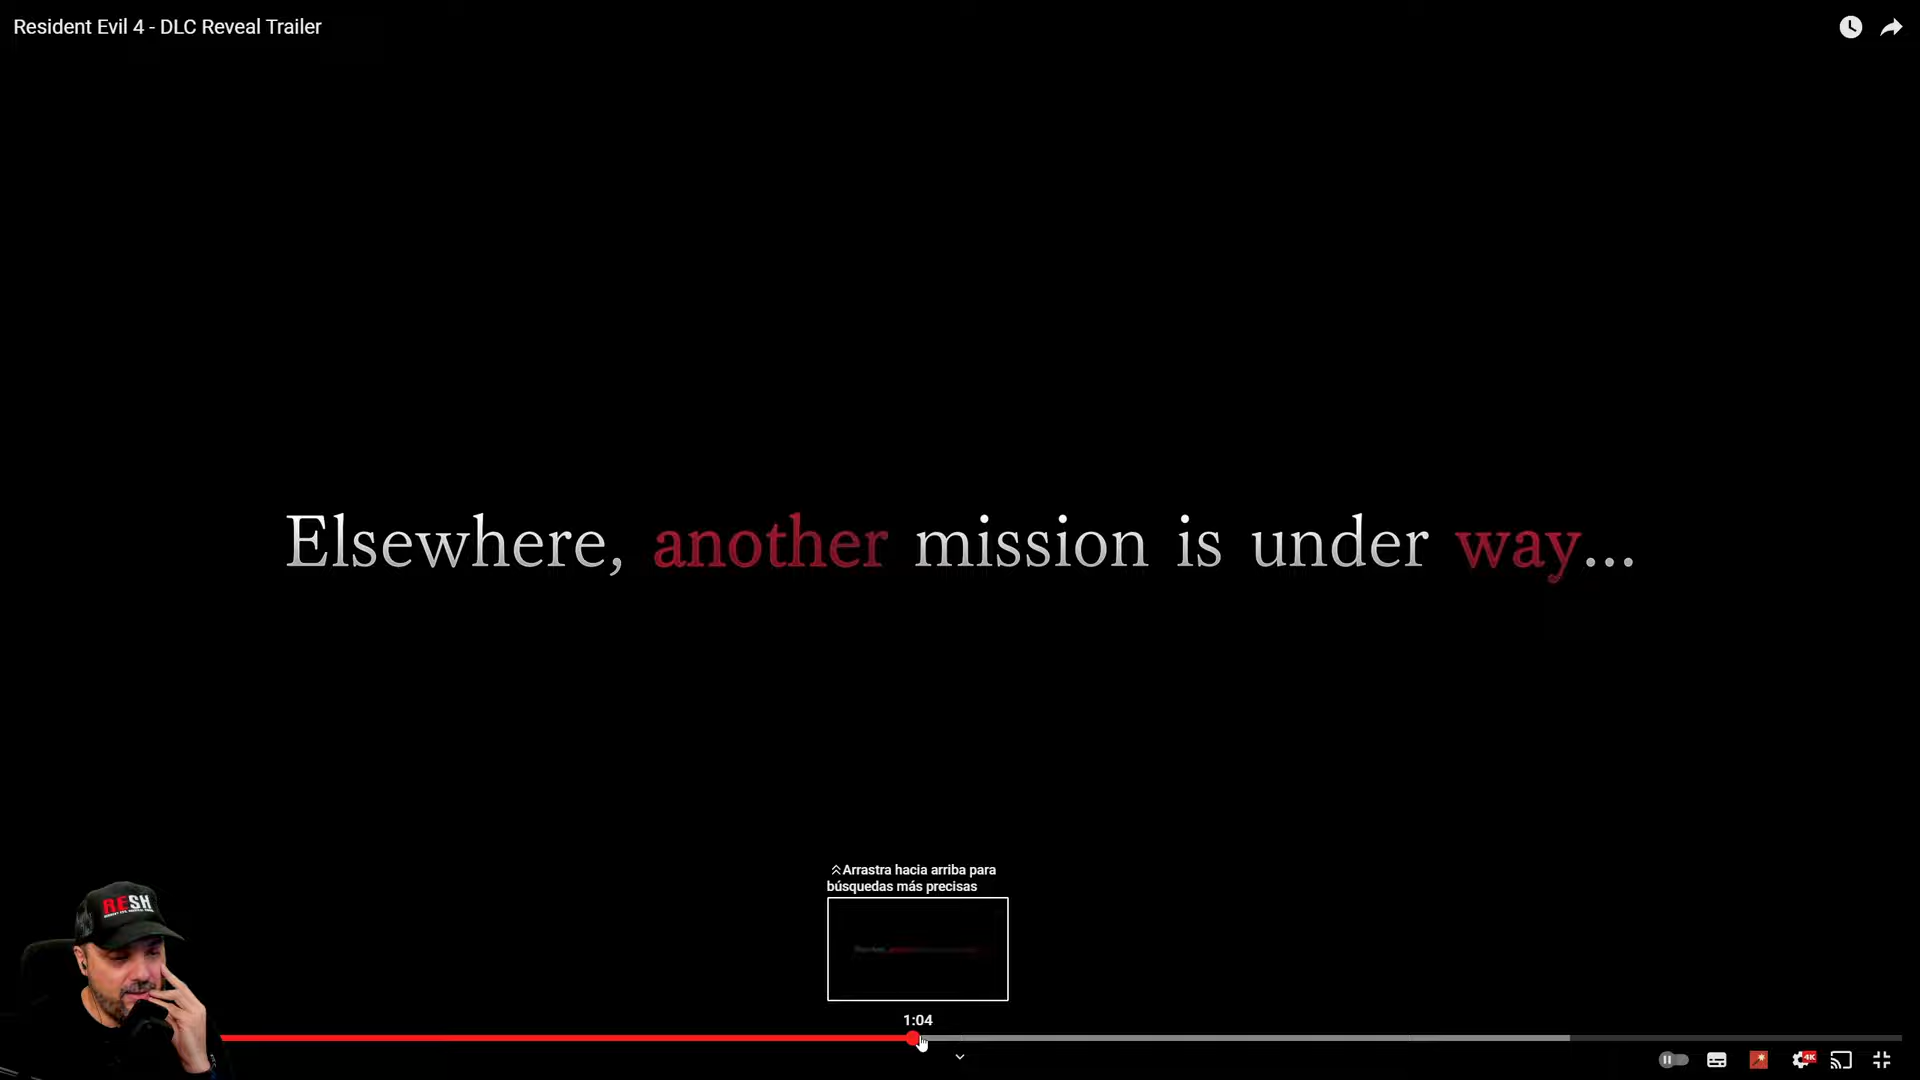 Resident Evil 4 - DLC Reveal Trailer
Elsewhere, another mission is under way...
Arrastra hacia arriba para
búsquedas más precisas
1:04
RESH
4K